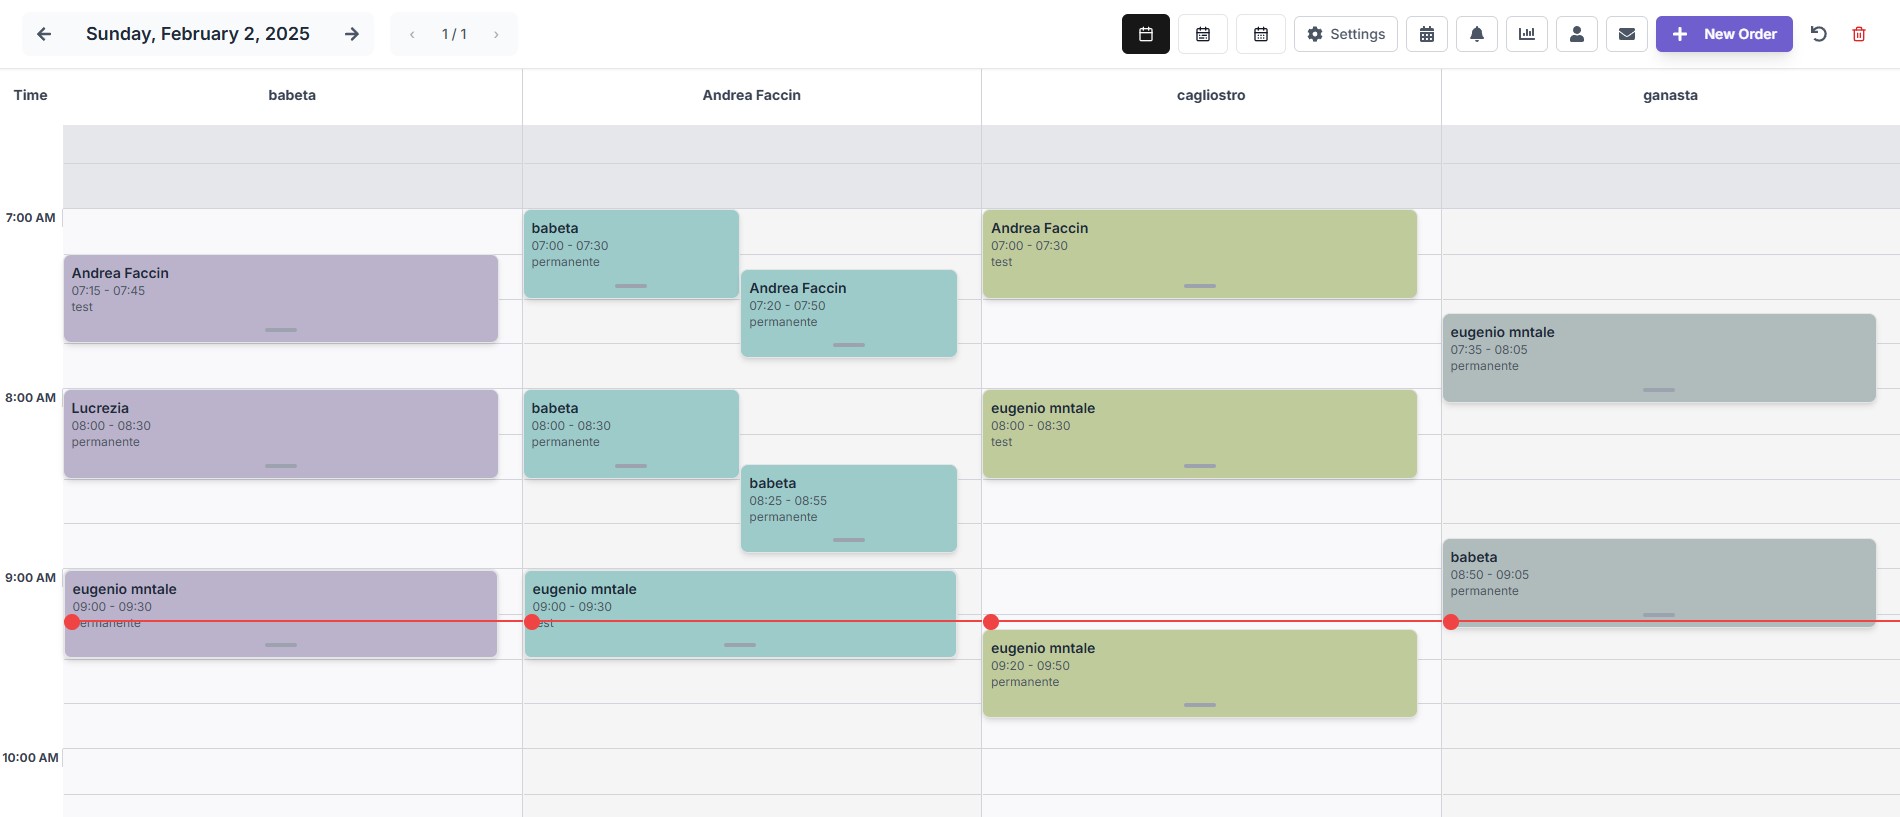 Sunday, February 2, 2025
1 / 1
Settings
New Order
Time
babeta
Andrea Faccin
cagliostro
ganasta
7:00 AM
8:00 AM
9:00 AM
10:00 AM
Andrea Faccin
07:15 - 07:45
test
Lucrezia
08:00 - 08:30
permanente
eugenio mntale
09:00 - 09:30
permanente
babeta
07:00 - 07:30
permanente
Andrea Faccin
07:20 - 07:50
permanente
babeta
08:00 - 08:30
permanente
babeta
08:25 - 08:55
permanente
eugenio mntale
09:00 - 09:30
test
Andrea Faccin
07:00 - 07:30
test
eugenio mntale
08:00 - 08:30
test
eugenio mntale
09:20 - 09:50
permanente
eugenio mntale
07:35 - 08:05
permanente
babeta
08:50 - 09:05
permanente